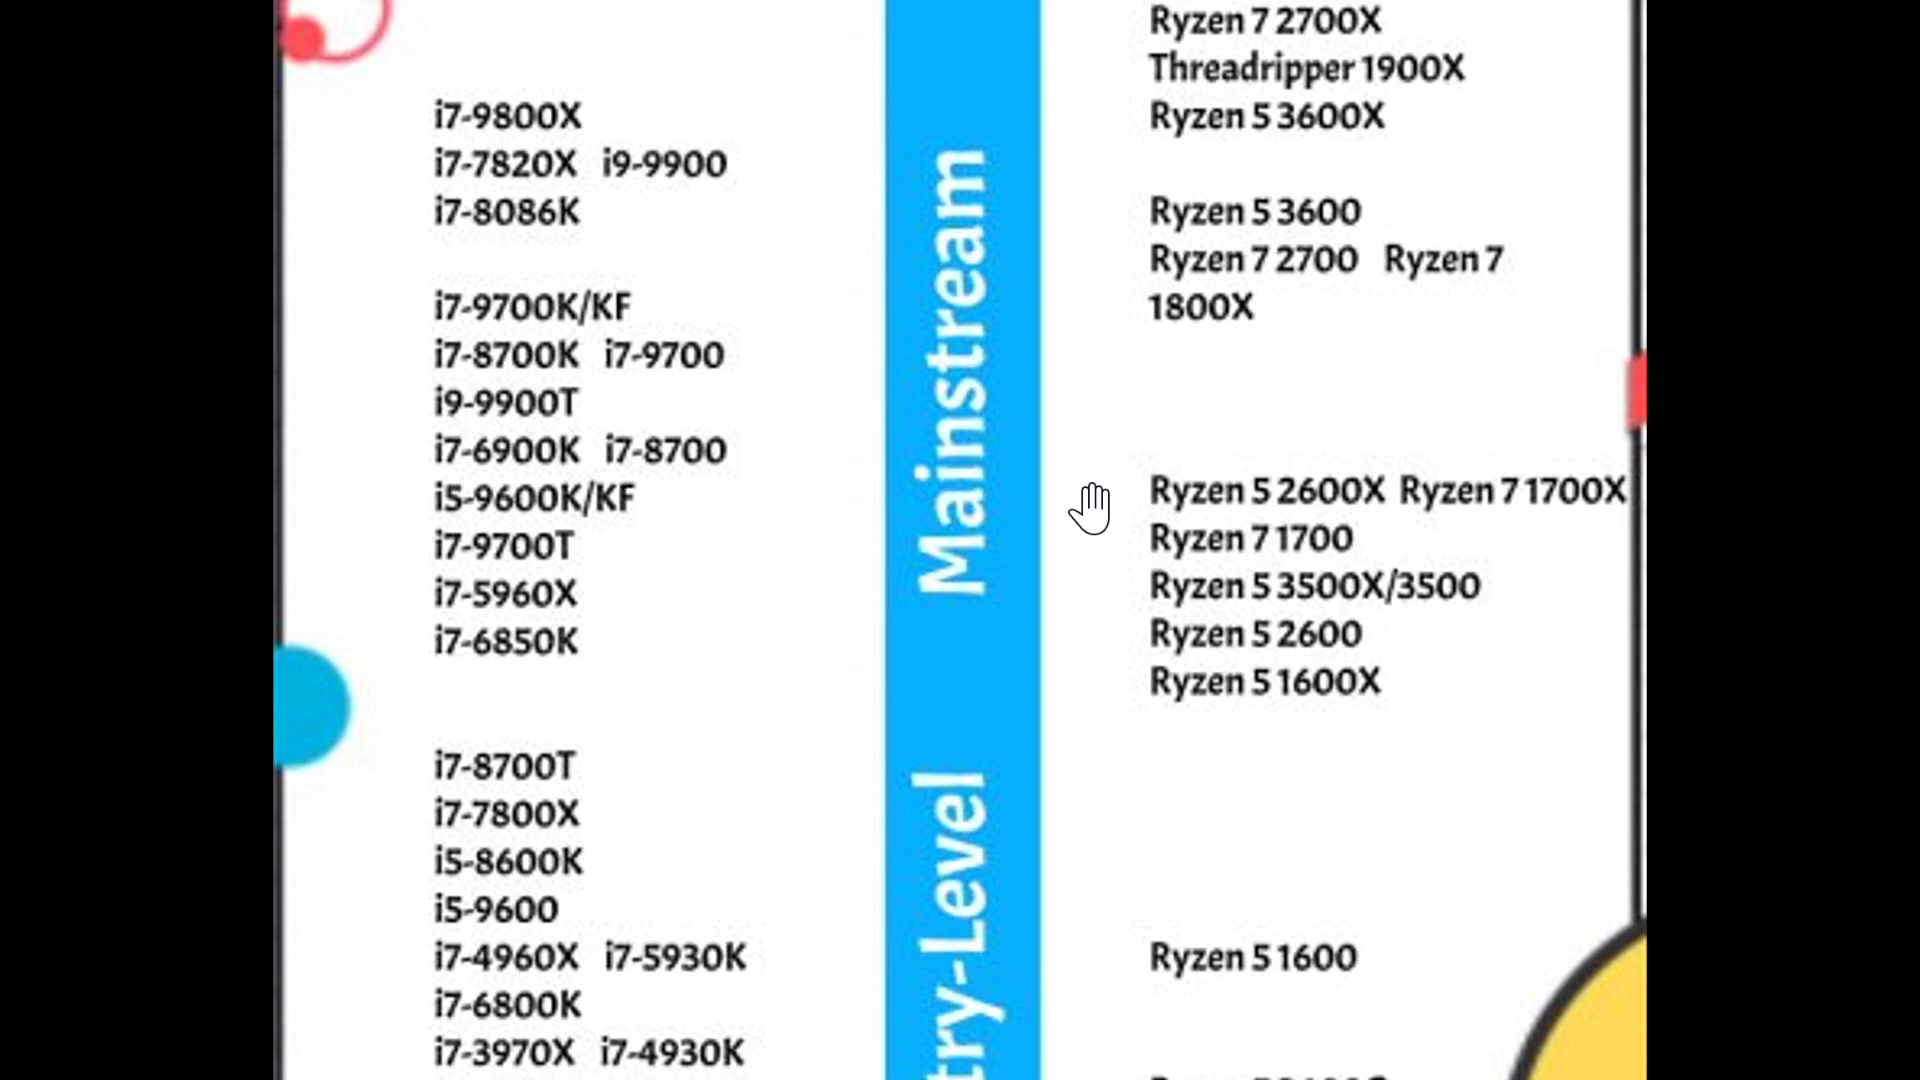 i7-9800X
i7-7820X i9-9900
i7-8086K
i7-9700K/KF
i7-8700K i7-9700
i9-9900T
i7-6900K i7-8700
i5-9600K/KF
i7-9700T
i7-5960X
i7-6850K
i7-8700T
i7-7800X
i5-8600K
i5-9600
i7-4960X i7-5930K
i7-6800K
i7-3970X i7-4930K
Mainstream
try-Level
Ryzen 7 2700X
Threadripper 1900X
Ryzen 5 3600X
Ryzen 5 3600
Ryzen 7 2700 Ryzen 7
1800X
Ryzen 5 2600X Ryzen 7 1700X
Ryzen 7 1700
Ryzen 5 3500X/3500
Ryzen 5 2600
Ryzen 5 1600X
Ryzen 5 1600